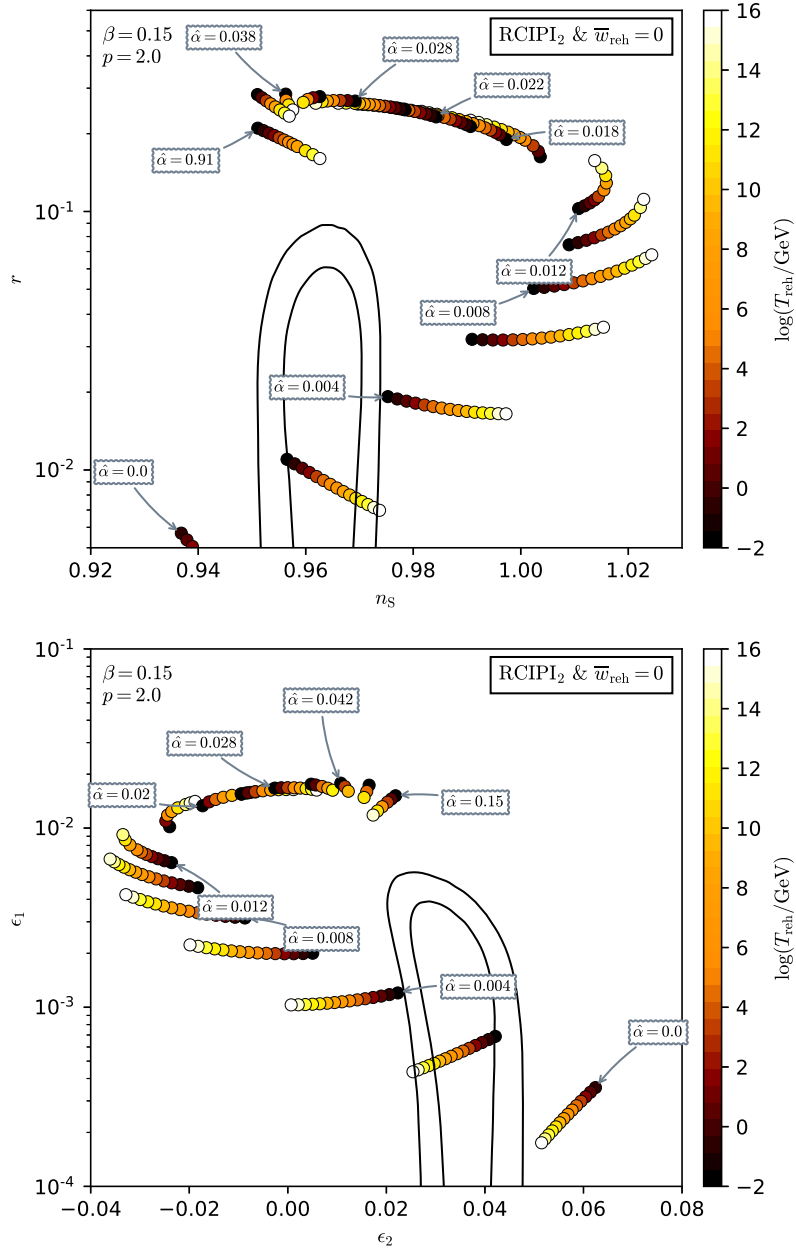 β = 0.15
p = 2.0
RCIPI₂ & w̅_reh = 0
α̂ = 0.038
α̂ = 0.028
α̂ = 0.022
α̂ = 0.018
α̂ = 0.91
α̂ = 0.012
α̂ = 0.008
α̂ = 0.004
α̂ = 0.0
10⁻¹
10⁻²
r
0.92 0.94 0.96 0.98 1.00 1.02
n_S
16
14
12
10
8
6
4
2
0
−2
log(T_reh/GeV)
β = 0.15
p = 2.0
RCIPI₂ & w̅_reh = 0
α̂ = 0.042
α̂ = 0.028
α̂ = 0.02
α̂ = 0.15
α̂ = 0.012
α̂ = 0.008
α̂ = 0.004
α̂ = 0.0
10⁻¹
10⁻²
10⁻³
10⁻⁴
ϵ₁
−0.04 −0.02 0.00 0.02 0.04 0.06 0.08
ϵ₂
16
14
12
10
8
6
4
2
0
−2
log(T_reh/GeV)